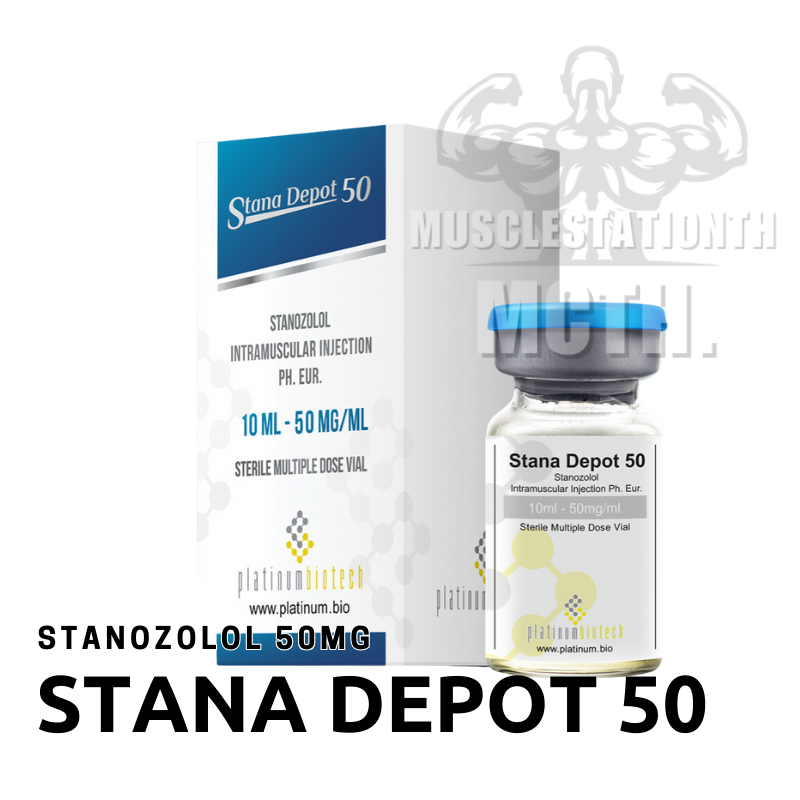 MUSCLESTATIONTH
MCTH.
Stana Depot 50
STANOZOLOL
INTRAMUSCULAR INJECTION
PH. EUR.
10 ML - 50 MG/ML
STERILE MULTIPLE DOSE VIAL
platinumbiotech
www.platinum.bio
platinu
Stana Depot 50
Stanozolol
Intramuscular Injection Ph. Eur.
10ml - 50mg/ml
Sterile Multiple Dose Vial
platinumbiotech
www.platinum.bio
STANOZOLOL 50MG
STANA DEPOT 50